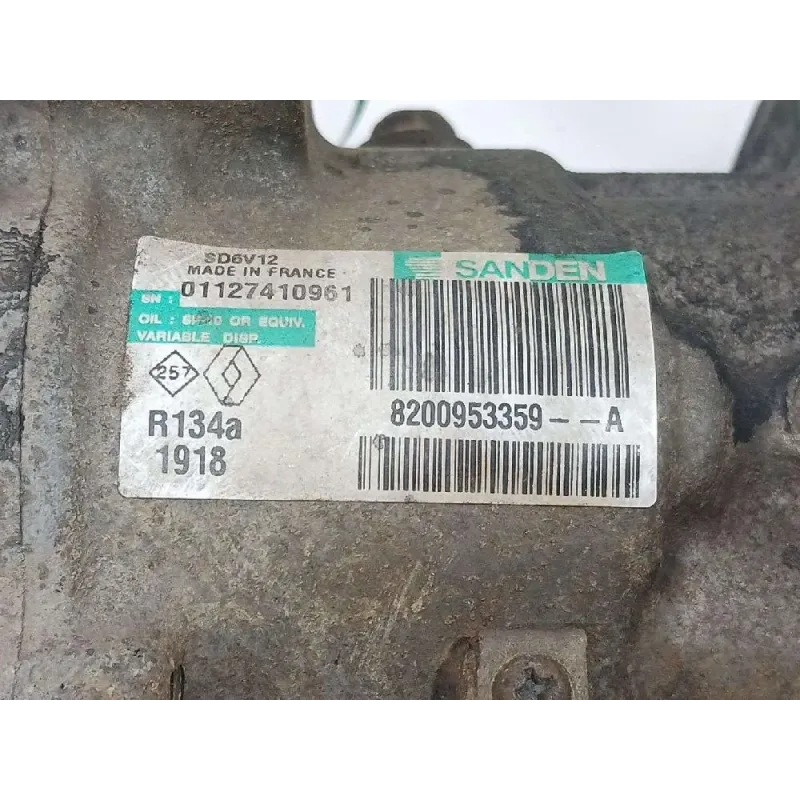 SD6V12
MADE IN FRANCE
SANDEN
SN : 01127410961
OIL : OR EQUIV.
VARIABLE DISP.
257
R134a
1918
8200953359--A